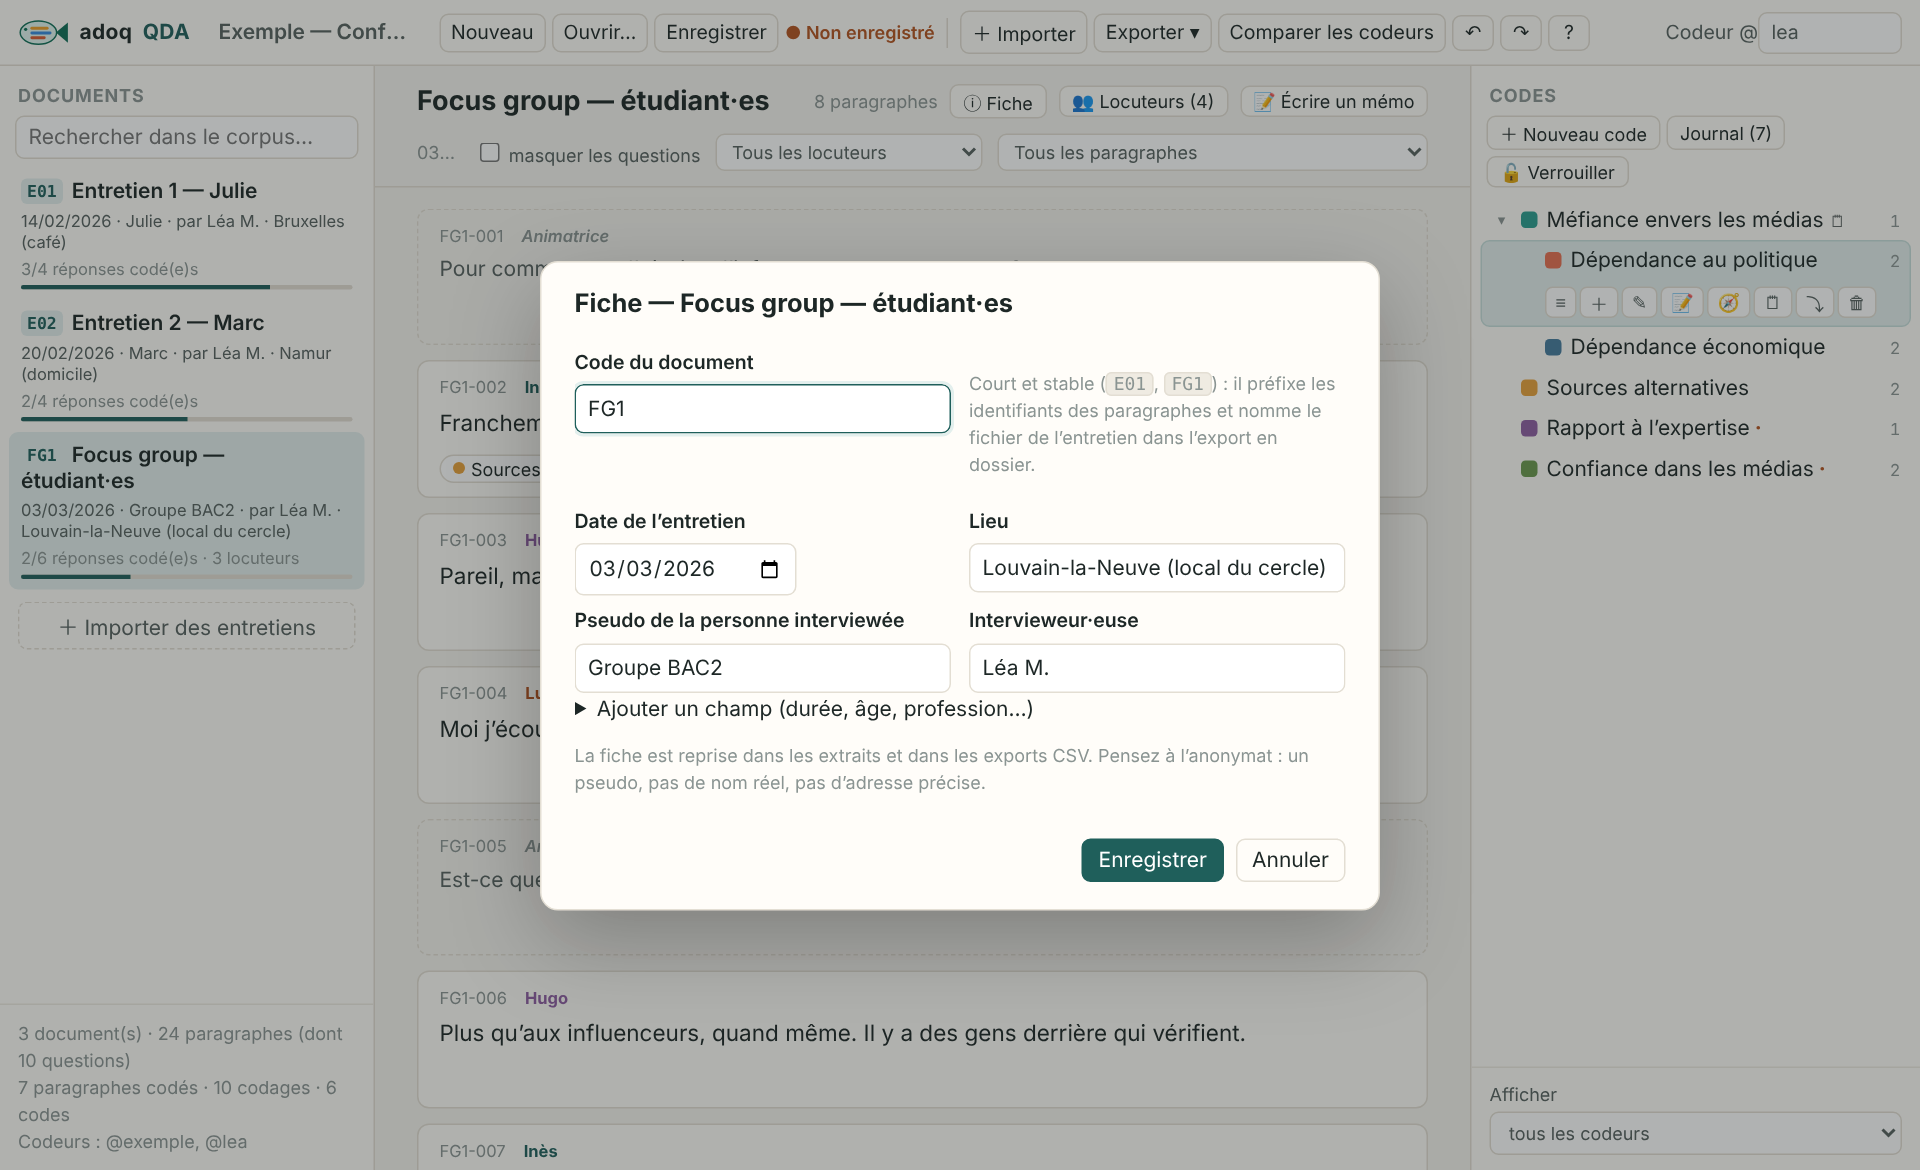 adoq QDA
Exemple — Conf...
Nouveau
Ouvrir...
Enregistrer
Non enregistré
+ Importer
Exporter ▾
Comparer les codeurs
↶
↷
?
Codeur @ lea
DOCUMENTS
Rechercher dans le corpus...
E01 Entretien 1 — Julie
14/02/2026 · Julie · par Léa M. · Bruxelles
(café)
3/4 réponses codé(e)s
E02 Entretien 2 — Marc
20/02/2026 · Marc · par Léa M. · Namur
(domicile)
2/4 réponses codé(e)s
FG1 Focus group —
étudiant·es
03/03/2026 · Groupe BAC2 · par Léa M. ·
Louvain-la-Neuve (local du cercle)
2/6 réponses codé(e)s · 3 locuteurs
+ Importer des entretiens
3 document(s) · 24 paragraphes (dont
10 questions)
7 paragraphes codés · 10 codages · 6
codes
Codeurs : @exemple, @lea
Focus group — étudiant·es
8 paragraphes
ⓘ Fiche
👥 Locuteurs (4)
📝 Écrire un mémo
03...
masquer les questions
Tous les locuteurs
Tous les paragraphes
FG1-001 Animatrice
Pour com
FG1-002 In
Franchem
Sources
FG1-003 Hu
Pareil, ma
FG1-004 Lu
Moi j’écou
FG1-005 An
Est-ce que
FG1-006 Hugo
Plus qu’aux influenceurs, quand même. Il y a des gens derrière qui vérifient.
FG1-007 Inès
Fiche — Focus group — étudiant·es
Code du document
FG1
Court et stable (E01, FG1) : il préfixe les
identifiants des paragraphes et nomme le
fichier de l’entretien dans l’export en
dossier.
Date de l’entretien
03/03/2026
Lieu
Louvain-la-Neuve (local du cercle)
Pseudo de la personne interviewée
Groupe BAC2
Intervieweur·euse
Léa M.
▶ Ajouter un champ (durée, âge, profession...)
La fiche est reprise dans les extraits et dans les exports CSV. Pensez à l’anonymat : un
pseudo, pas de nom réel, pas d’adresse précise.
Enregistrer
Annuler
CODES
+ Nouveau code
Journal (7)
🔓 Verrouiller
▾ Méfiance envers les médias 1
Dépendance au politique 2
Dépendance économique 2
Sources alternatives 2
Rapport à l’expertise · 1
Confiance dans les médias · 2
Afficher
tous les codeurs